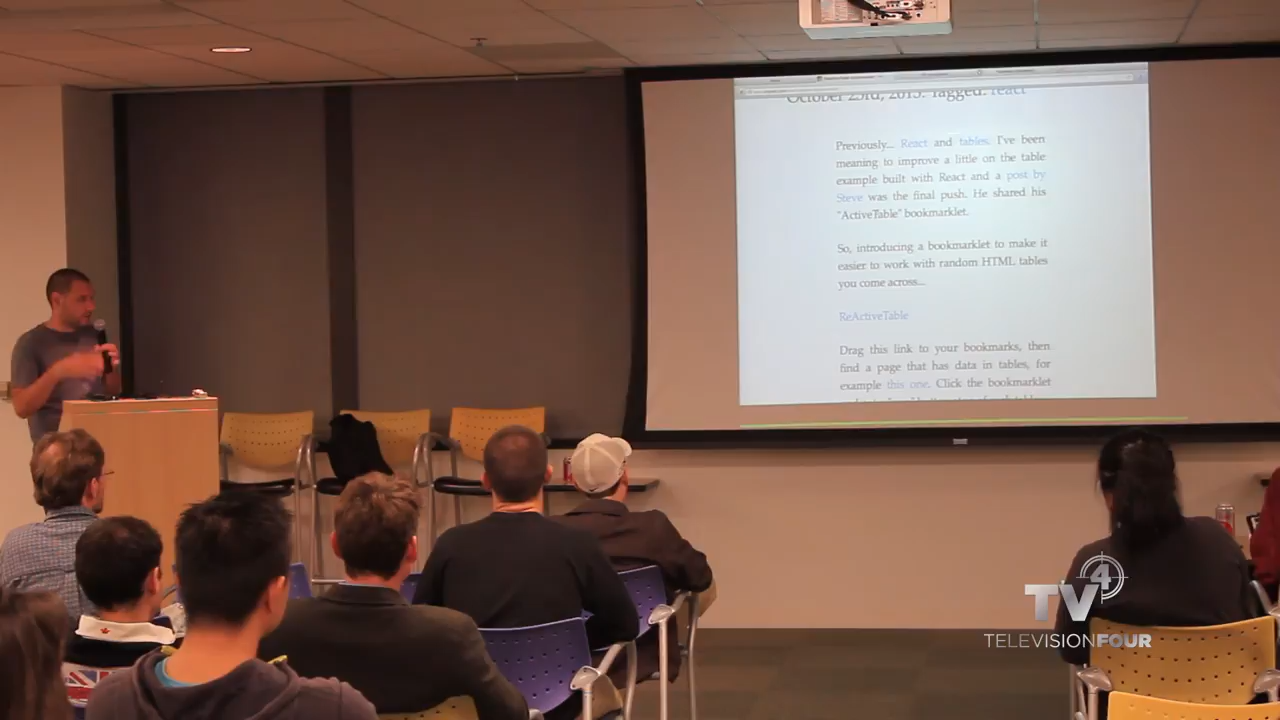 October 23rd, 2013. Tagged: react
Previously... React and tables. I've been
meaning to improve a little on the table
example built with React and a post by
Steve was the final push. He shared his
"ActiveTable" bookmarklet.
So, introducing a bookmarklet to make it
easier to work with random HTML tables
you come across...
ReActiveTable
Drag this link to your bookmarks, then
find a page that has data in tables, for
example this one. Click the bookmarklet
TV4
TELEVISIONFOUR